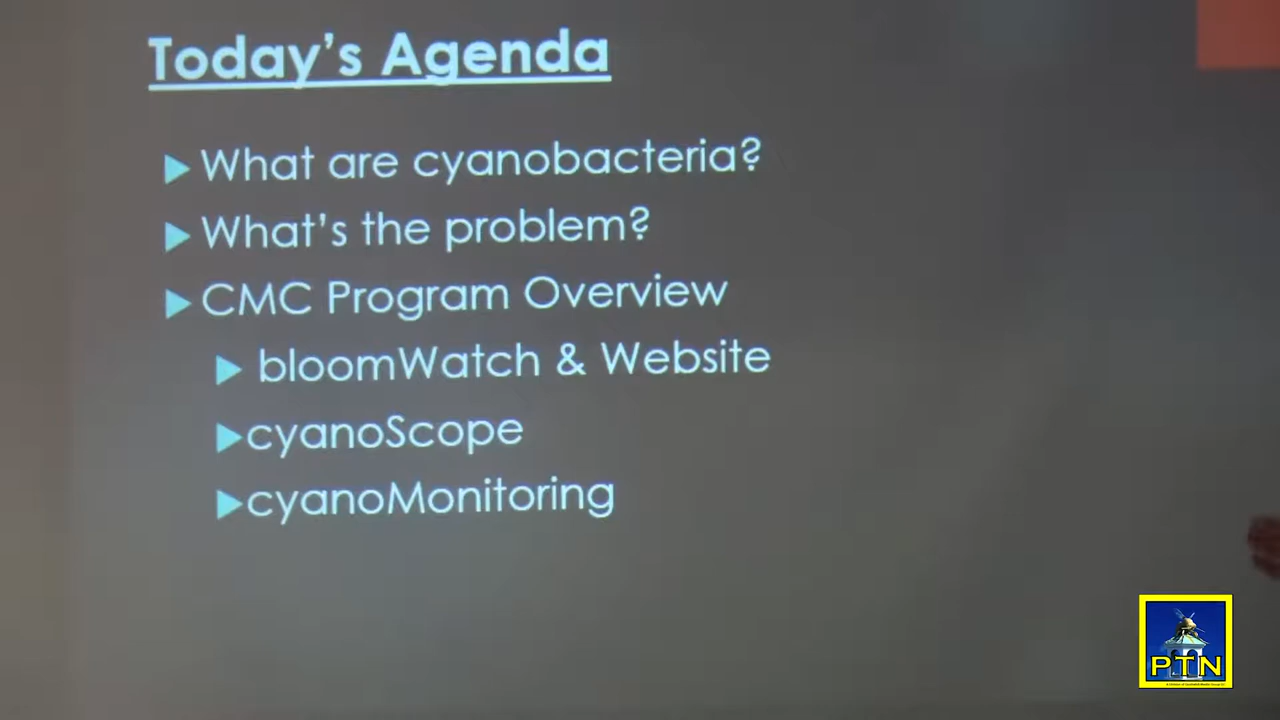 Today's Agenda
What are cyanobacteria?
What's the problem?
CMC Program Overview
bloomWatch & Website
cyanoScope
cyanoMonitoring
PTN